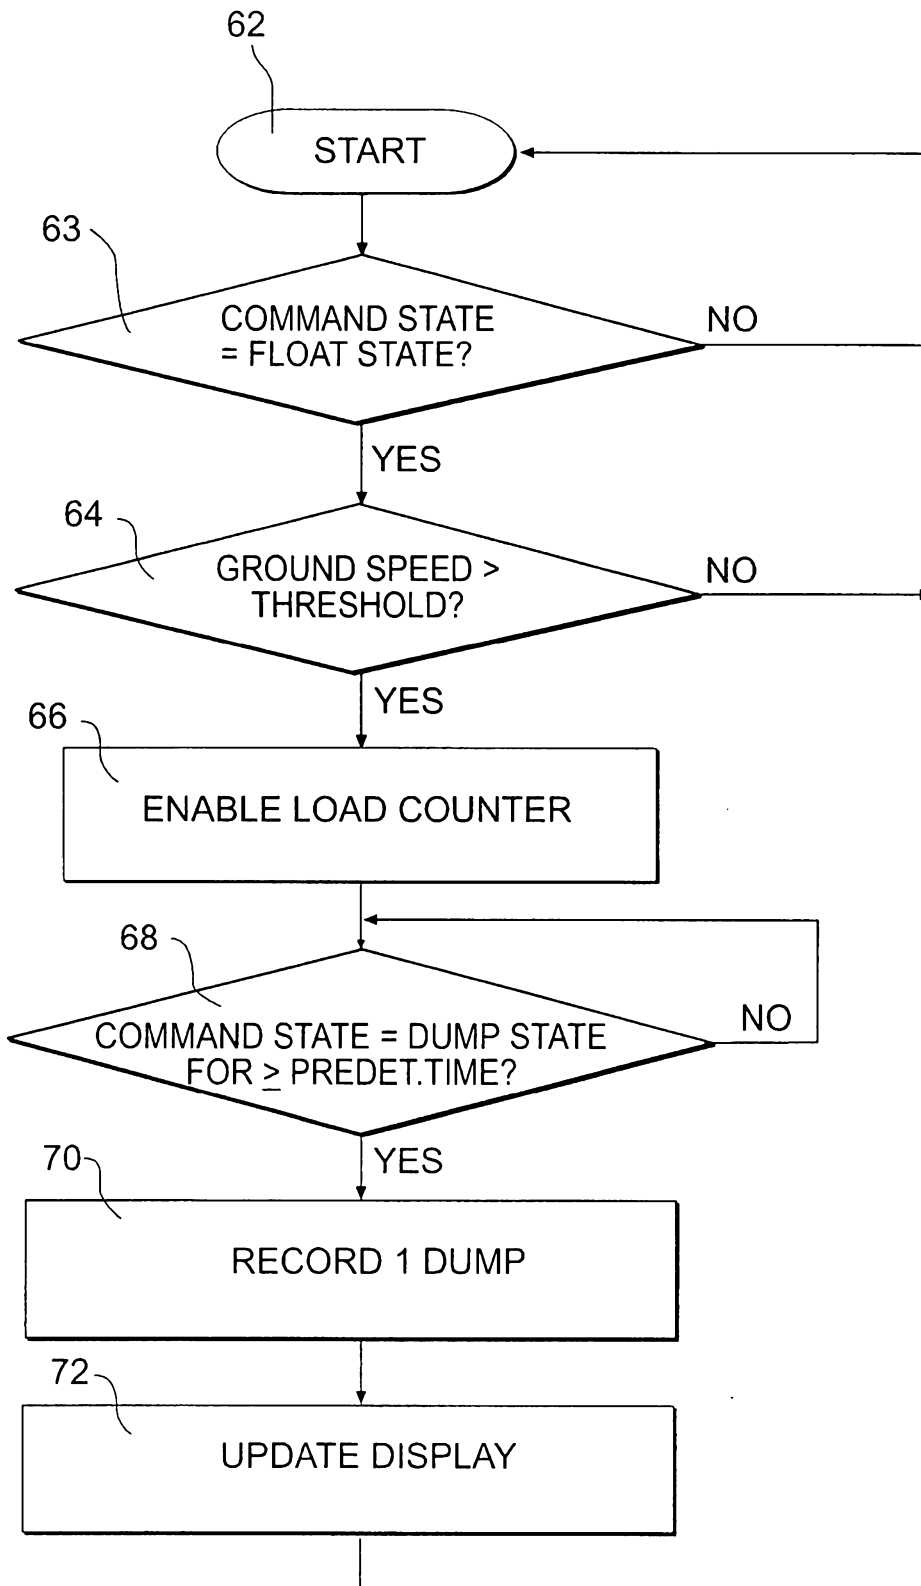 62
START
63
COMMAND STATE
= FLOAT STATE?
NO
YES
64
GROUND SPEED >
THRESHOLD?
NO
YES
66
ENABLE LOAD COUNTER
68
COMMAND STATE = DUMP STATE
FOR ≥ PREDET.TIME?
NO
YES
70
RECORD 1 DUMP
72
UPDATE DISPLAY